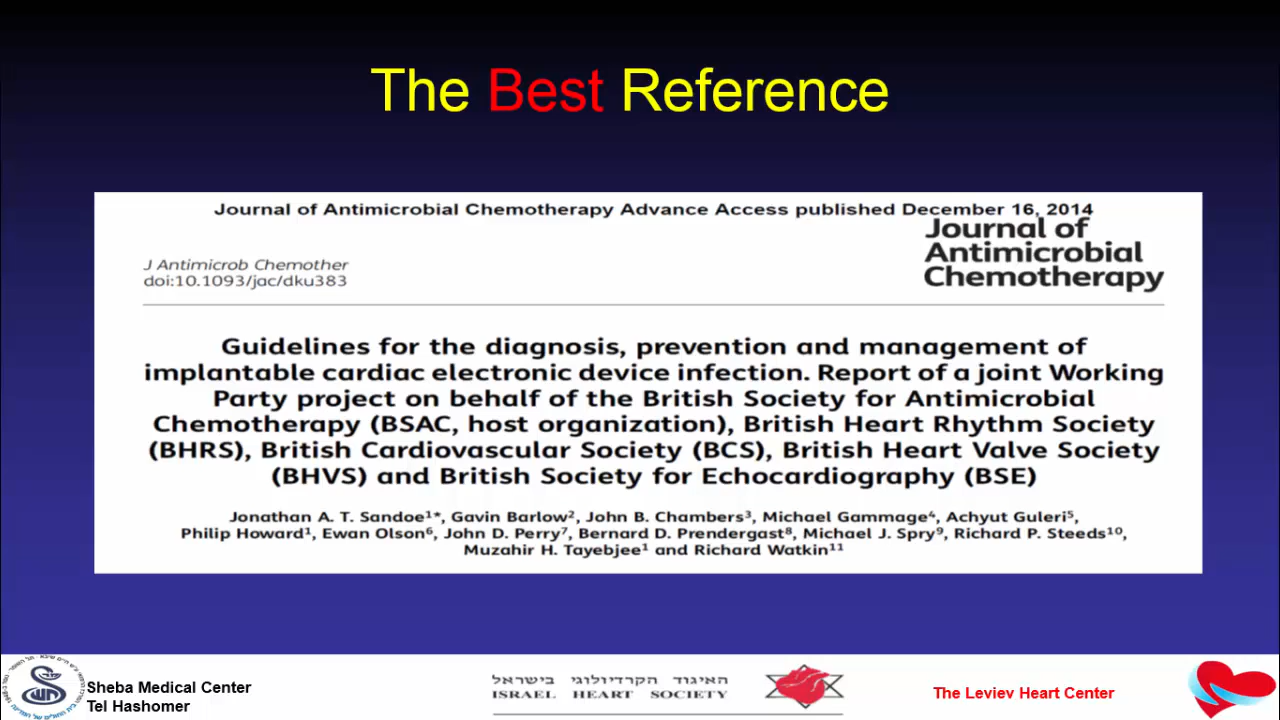 The Best Reference
Journal of Antimicrobial Chemotherapy Advance Access published December 16, 2014
Journal of
Antimicrobial
Chemotherapy
J Antimicrob Chemother
doi:10.1093/jac/dku383
Guidelines for the diagnosis, prevention and management of
implantable cardiac electronic device infection. Report of a joint Working
Party project on behalf of the British Society for Antimicrobial
Chemotherapy (BSAC, host organization), British Heart Rhythm Society
(BHRS), British Cardiovascular Society (BCS), British Heart Valve Society
(BHVS) and British Society for Echocardiography (BSE)
Jonathan A. T. Sandoe¹*, Gavin Barlow², John B. Chambers³, Michael Gammage⁴, Achyut Guleri⁵,
Philip Howard¹, Ewan Olson⁶, John D. Perry⁷, Bernard D. Prendergast⁸, Michael J. Spry⁹, Richard P. Steeds¹⁰,
Muzahir H. Tayebjee¹ and Richard Watkin¹¹
Sheba Medical Center
Tel Hashomer
האיגוד הקרדיולוגי בישראל
ISRAEL HEART SOCIETY
The Leviev Heart Center